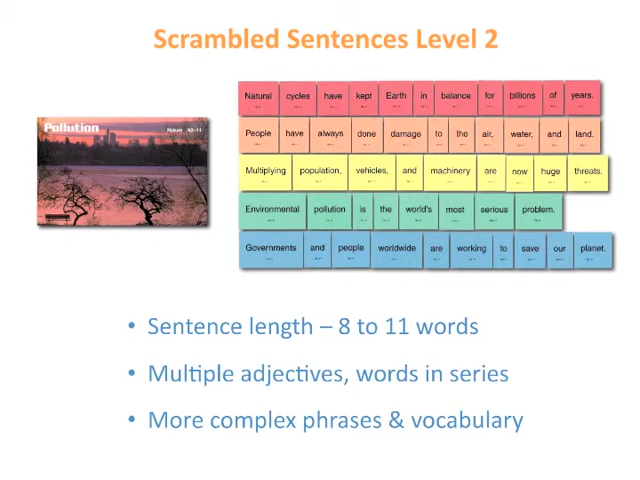 Scrambled Sentences Level 2
Pollution
Nature N2-11
Natural cycles have kept Earth in balance for billions of years.
People have always done damage to the air, water, and land.
Multiplying population, vehicles, and machinery are now huge threats.
Environmental pollution is the world's most serious problem.
Governments and people worldwide are working to save our planet.
• Sentence length – 8 to 11 words
• Multiple adjectives, words in series
• More complex phrases & vocabulary